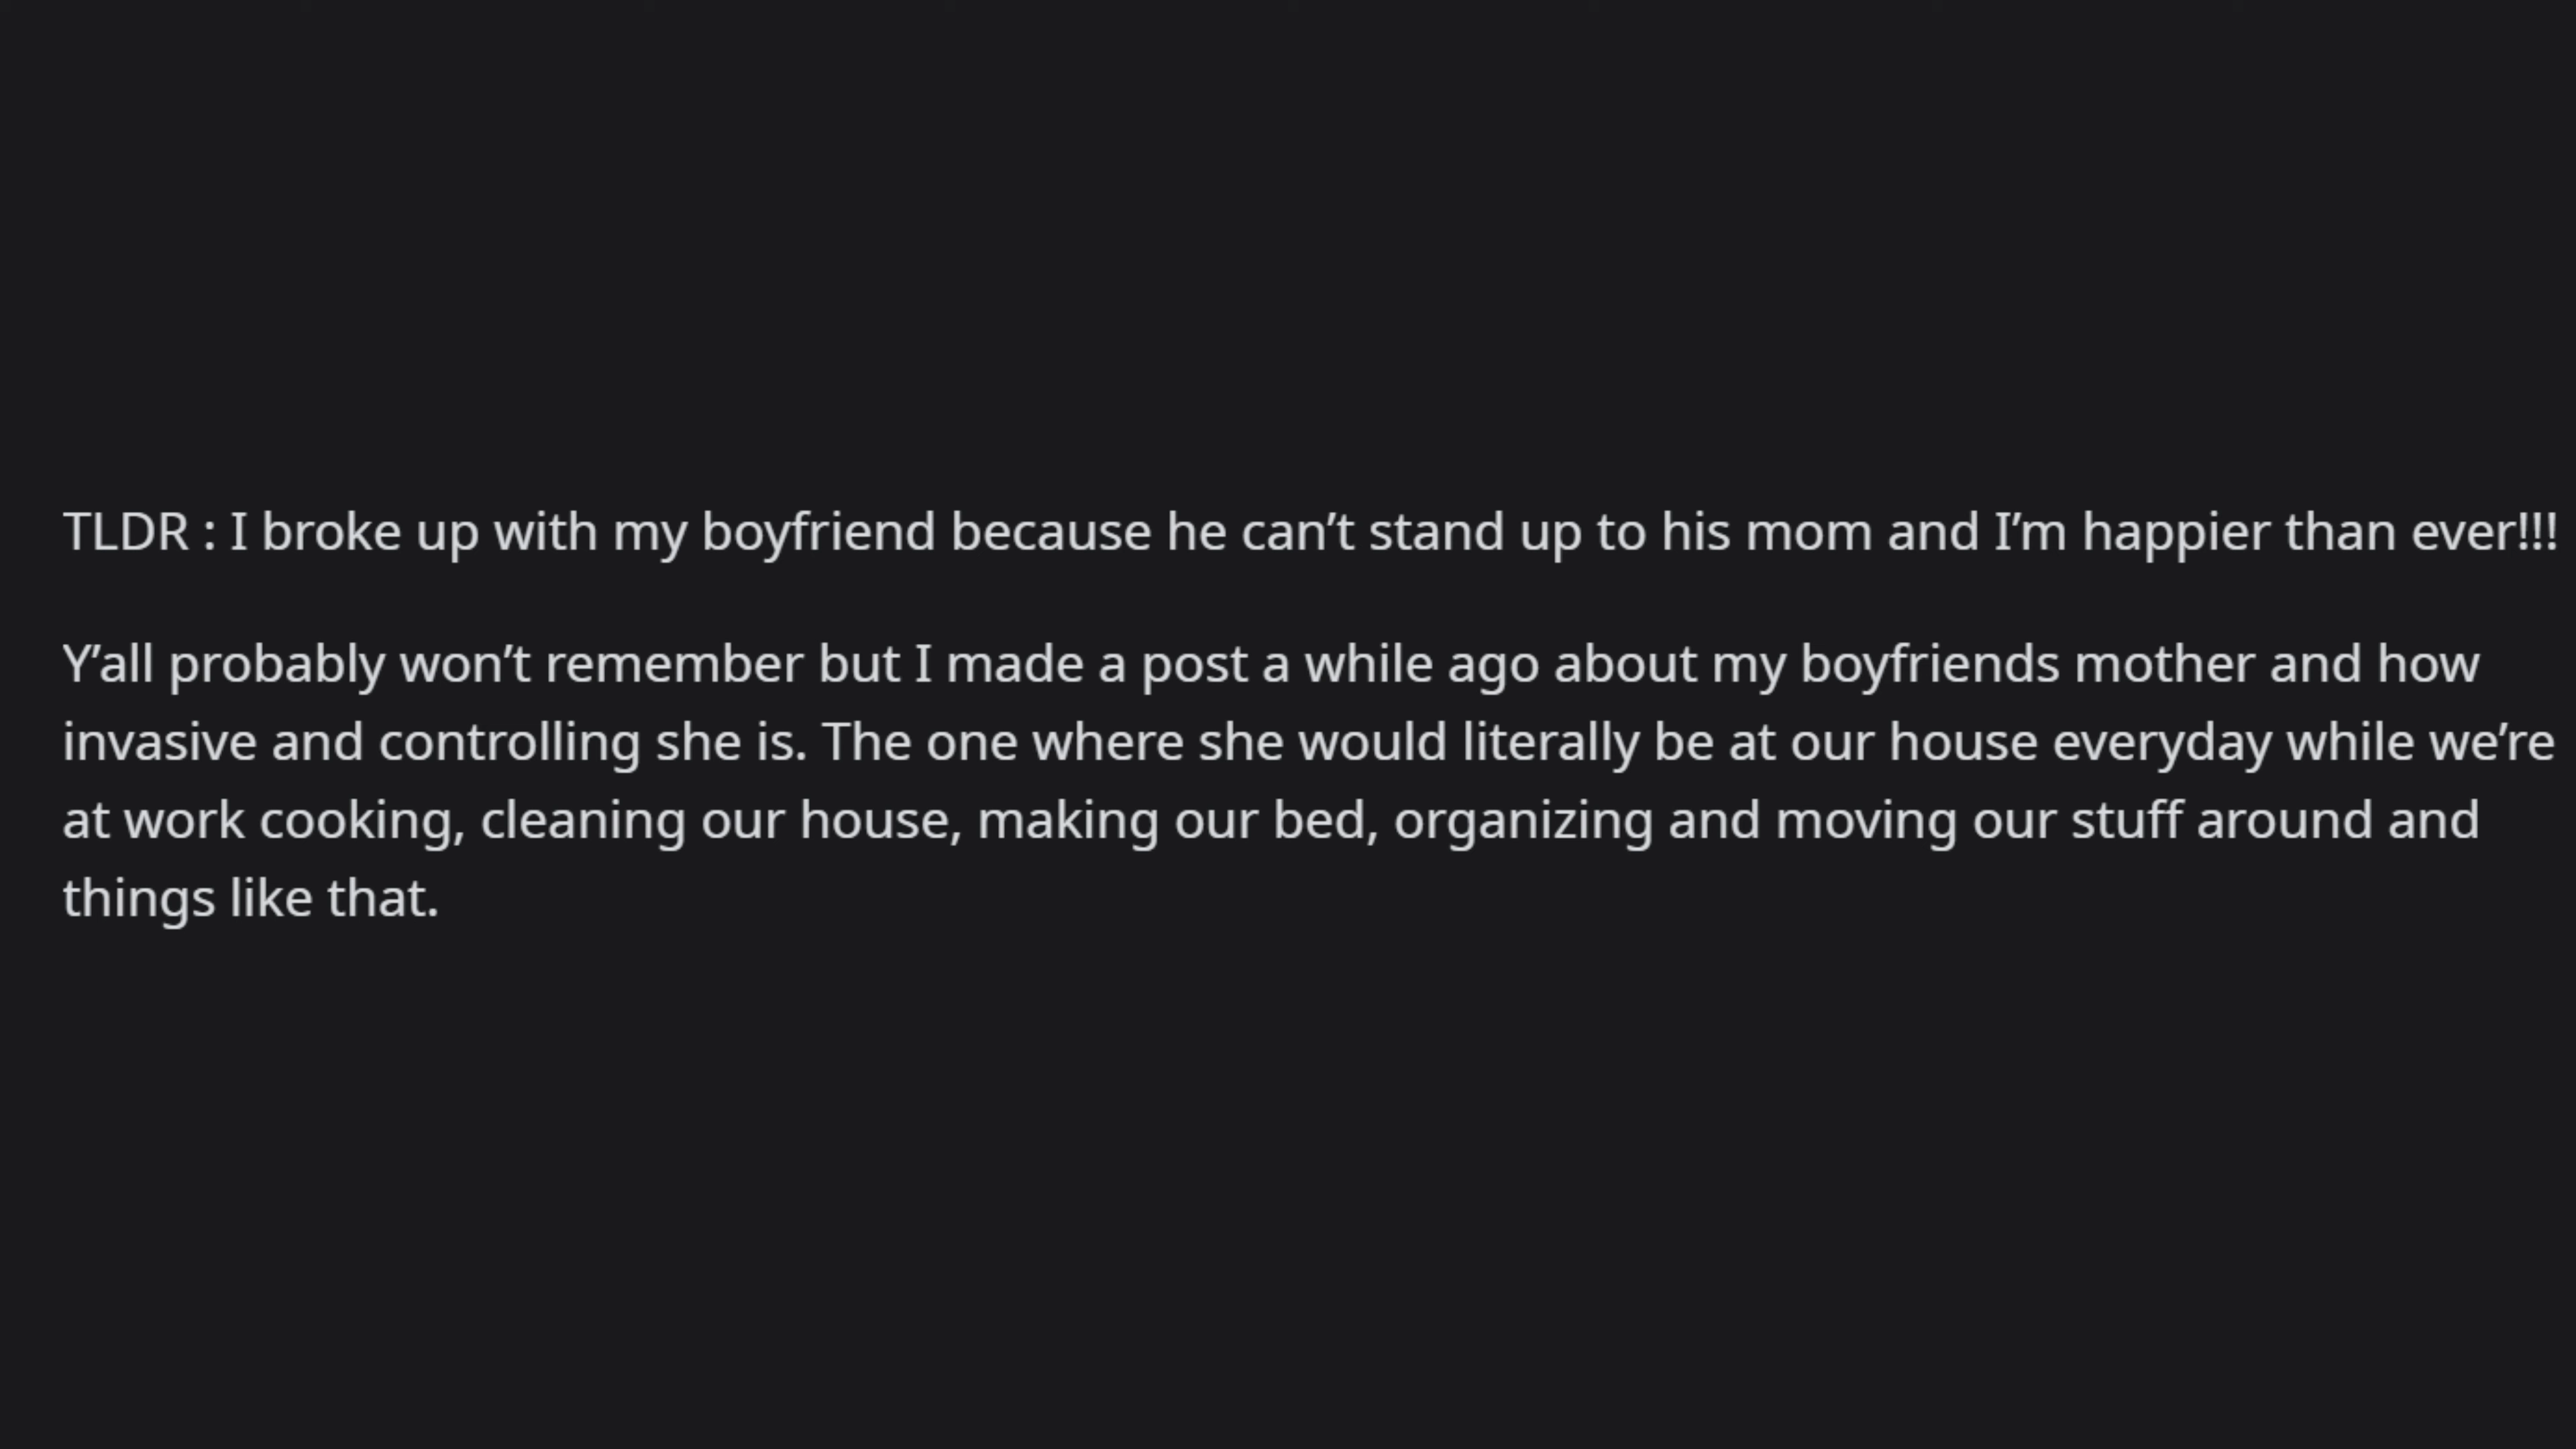 TLDR : I broke up with my boyfriend because he can’t stand up to his mom and I’m happier than ever!!!
Y’all probably won’t remember but I made a post a while ago about my boyfriends mother and how
invasive and controlling she is. The one where she would literally be at our house everyday while we’re
at work cooking, cleaning our house, making our bed, organizing and moving our stuff around and
things like that.